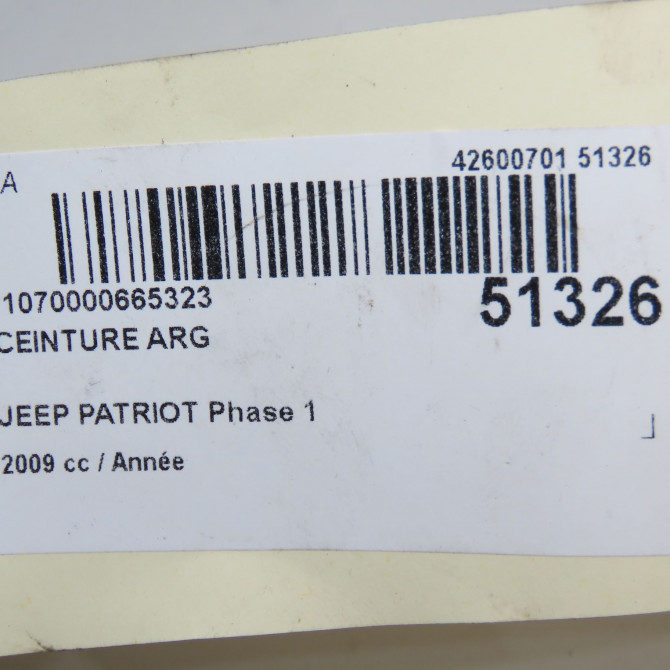 42600701 51326
A
1070000665323
51326
CEINTURE ARG
JEEP PATRIOT Phase 1
2009 cc / Année